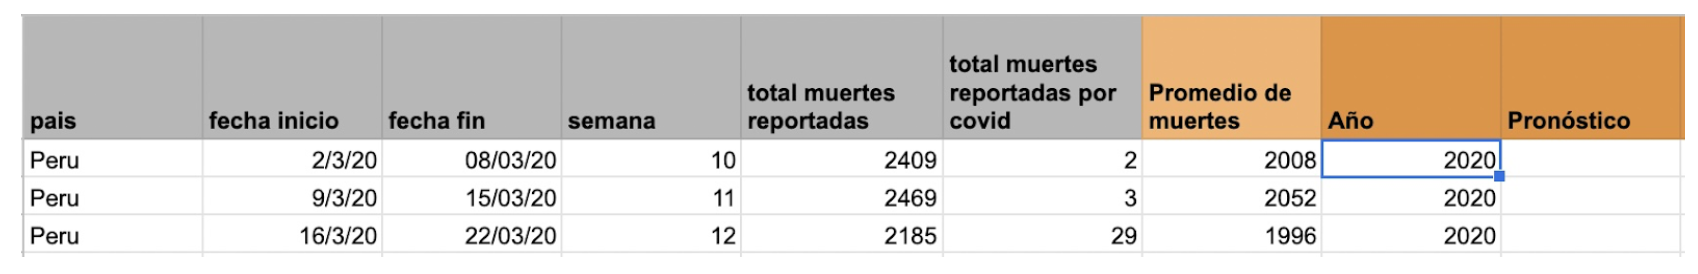 pais fecha inicio fecha fin semana total muertes reportadas total muertes reportadas por covid Promedio de muertes Año Pronóstico
Peru 2/3/20 08/03/20 10 2409 2 2008 2020
Peru 9/3/20 15/03/20 11 2469 3 2052 2020
Peru 16/3/20 22/03/20 12 2185 29 1996 2020